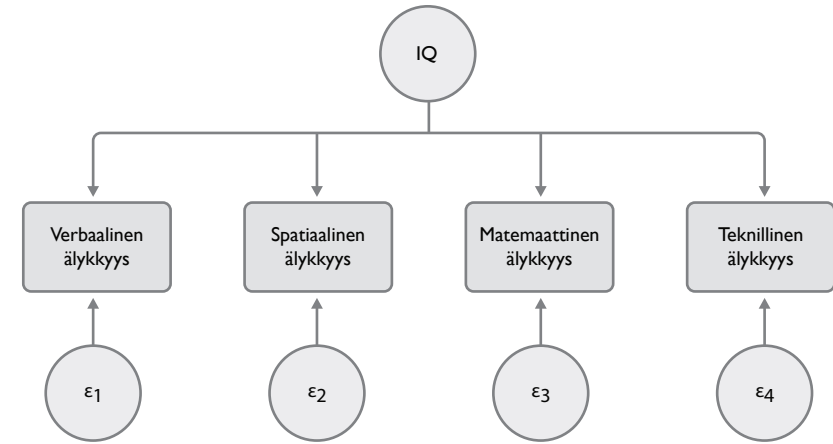 IQ
Verbaalinen
älykkyys
Spatiaalinen
älykkyys
Matemaattinen
älykkyys
Teknillinen
älykkyys
ε1
ε2
ε3
ε4